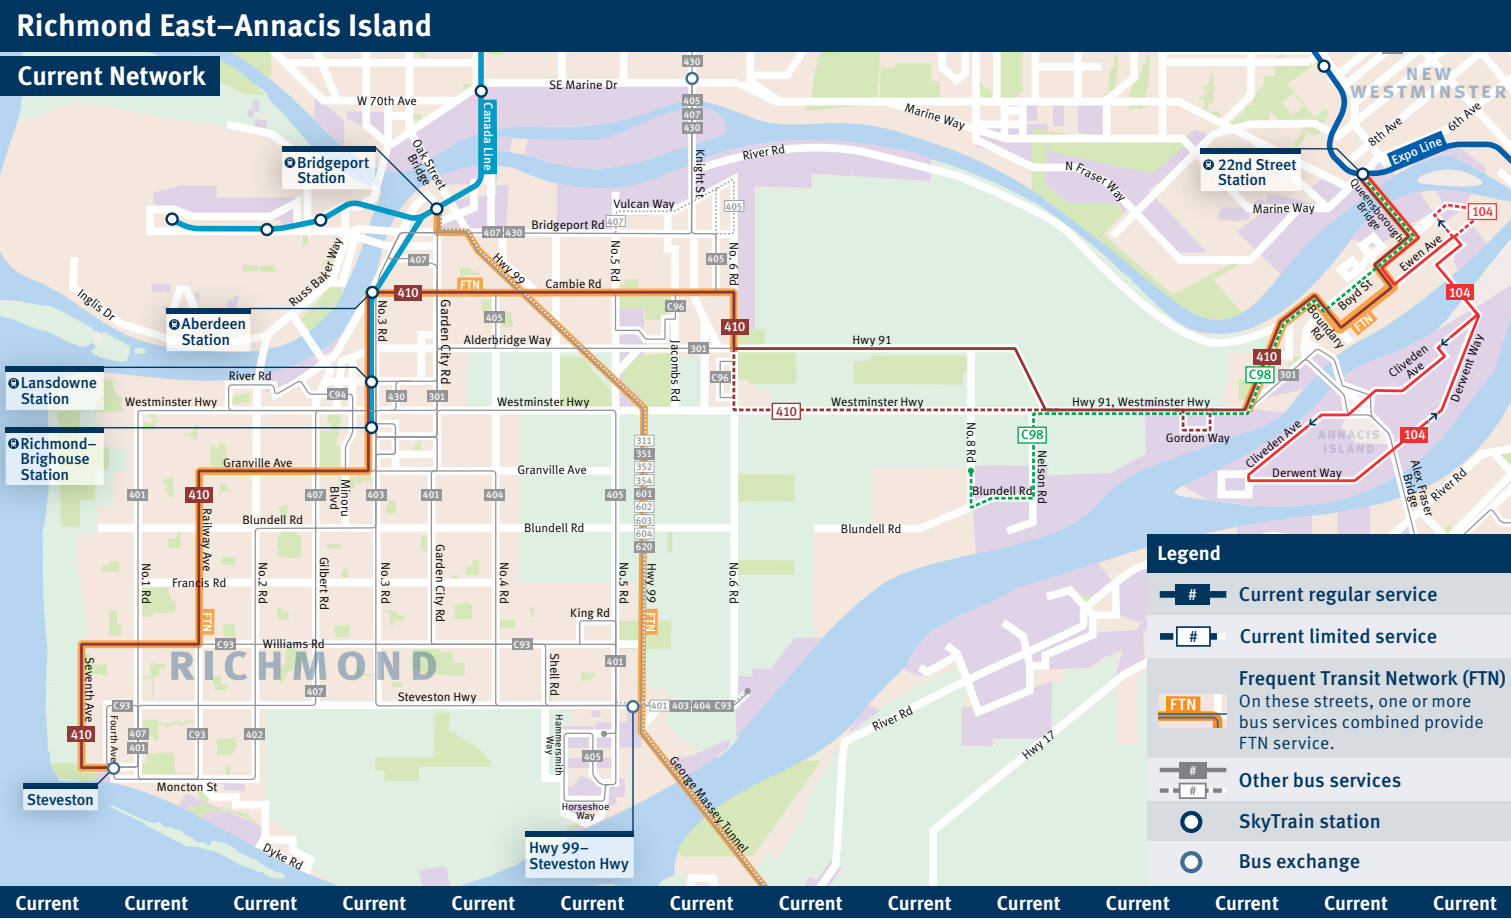 Richmond East–Annacis Island
Current Network
430
SE Marine Dr
W 70th Ave
Canada Line
405
407
430
Marine Way
NEW
WESTMINSTER
8th Ave
6th Ave
Expo Line
Bridgeport
Station
Oak Street
Bridge
Knight St
River Rd
N Fraser Way
22nd Street
Station
Queensborough
Bridge
Marine Way
104
Vulcan Way
405
407
Bridgeport Rd
407 430
Ewen Ave
Russ Baker Way
407
Hwy 99
No.5 Rd
405
No. 6 Rd
Inglis Dr
FTN
410
Cambie Rd
Boyd St
104
Aberdeen
Station
No.3 Rd
Garden City Rd
405
C96
410
Boundary
Rd
FTN
Alderbridge Way
301
Jacombs Rd
Hwy 91
410
C98
301
Cliveden
Ave
Derwent Way
Lansdowne
Station
River Rd
C94
430
301
C96
Westminster Hwy
Westminster Hwy
410
Westminster Hwy
Hwy 91, Westminster Hwy
Richmond–
Brighouse
Station
311
351
352
354
601
602
603
604
620
No.8 Rd
C98
Nelson Rd
Gordon Way
Cliveden Ave
ANNACIS
ISLAND
104
Granville Ave
Granville Ave
Derwent Way
Alex Fraser
Bridge
River Rd
401
410
407
Minoru
Blvd
403
401
404
405
Blundell Rd
Railway Ave
Blundell Rd
Blundell Rd
Blundell Rd
No.1 Rd
Francis Rd
No.2 Rd
Gilbert Rd
No.3 Rd
Garden City Rd
No.4 Rd
No.5 Rd
Hwy 99
No.6 Rd
FTN
King Rd
FTN
C93
Williams Rd
C93
RICHMOND
Seventh Ave
Shell Rd
401
407
Steveston Hwy
C93
401 403 404 C93
410
Fourth Ave
407
401
C93
402
Hammersmith
Way
405
River Rd
Hwy 17
Steveston
Moncton St
Horseshoe
Way
George Massey Tunnel
Dyke Rd
Hwy 99–
Steveston Hwy
Legend
# Current regular service
# Current limited service
FTN
Frequent Transit Network (FTN)
On these streets, one or more
bus services combined provide
FTN service.
#
#
Other bus services
SkyTrain station
Bus exchange
Current Current Current Current Current Current Current Current Current Current Current Current Current Current